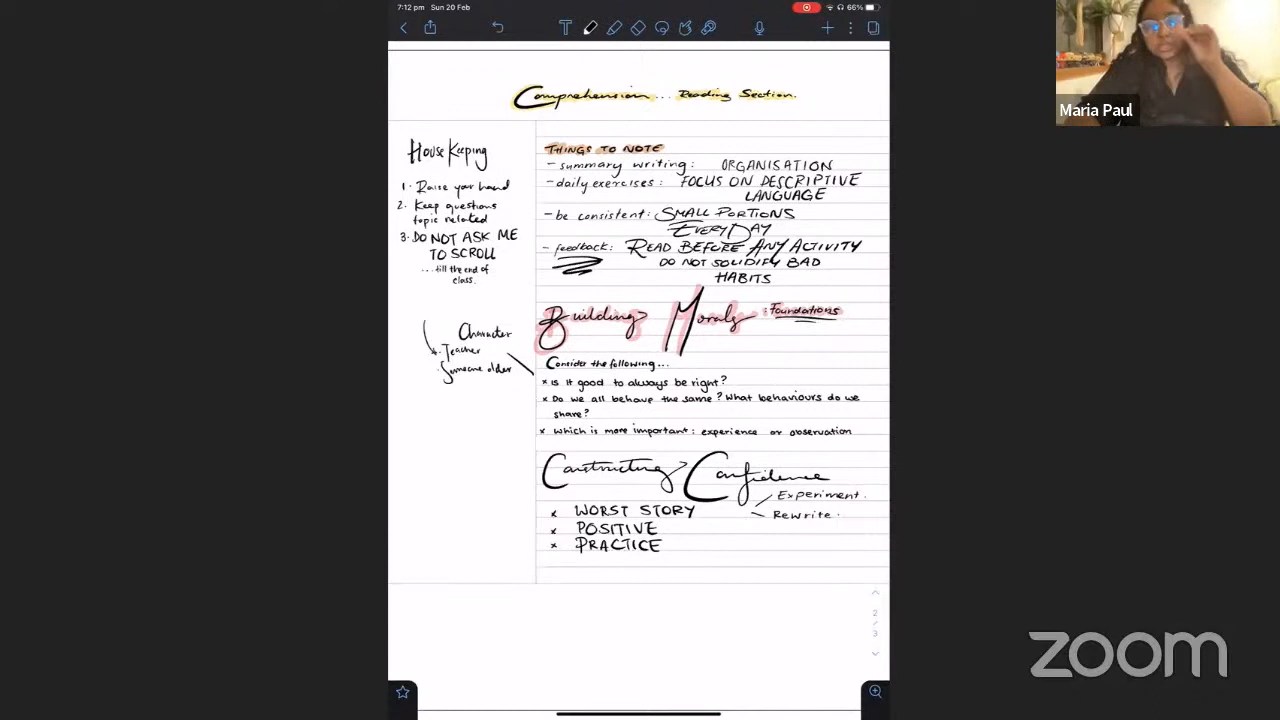 7:12 pm Sun 20 Feb
66%
Comprehension... Reading Section.
House Keeping
1. Raise your hand
2. Keep questions
topic related
3. DO NOT ASK ME
TO SCROLL
...till the end of
class.
Character
Teacher
Someone older
THINGS TO NOTE
- summary writing: ORGANISATION
- daily exercises: FOCUS ON DESCRIPTIVE
LANGUAGE
- be consistent: SMALL PORTIONS
EVERY DAY
- feedback: READ BEFORE ANY ACTIVITY
DO NOT SOLIDIFY BAD
HABITS
Building Morals : Foundations
Consider the following...
x Is it good to always be right?
x Do we all behave the same? What behaviours do we
share?
x Which is more important: experience or observation
Constructing Confidence
Experiment.
Rewrite.
x WORST STORY
x POSITIVE
x PRACTICE
2
/
3
Maria Paul
zoom